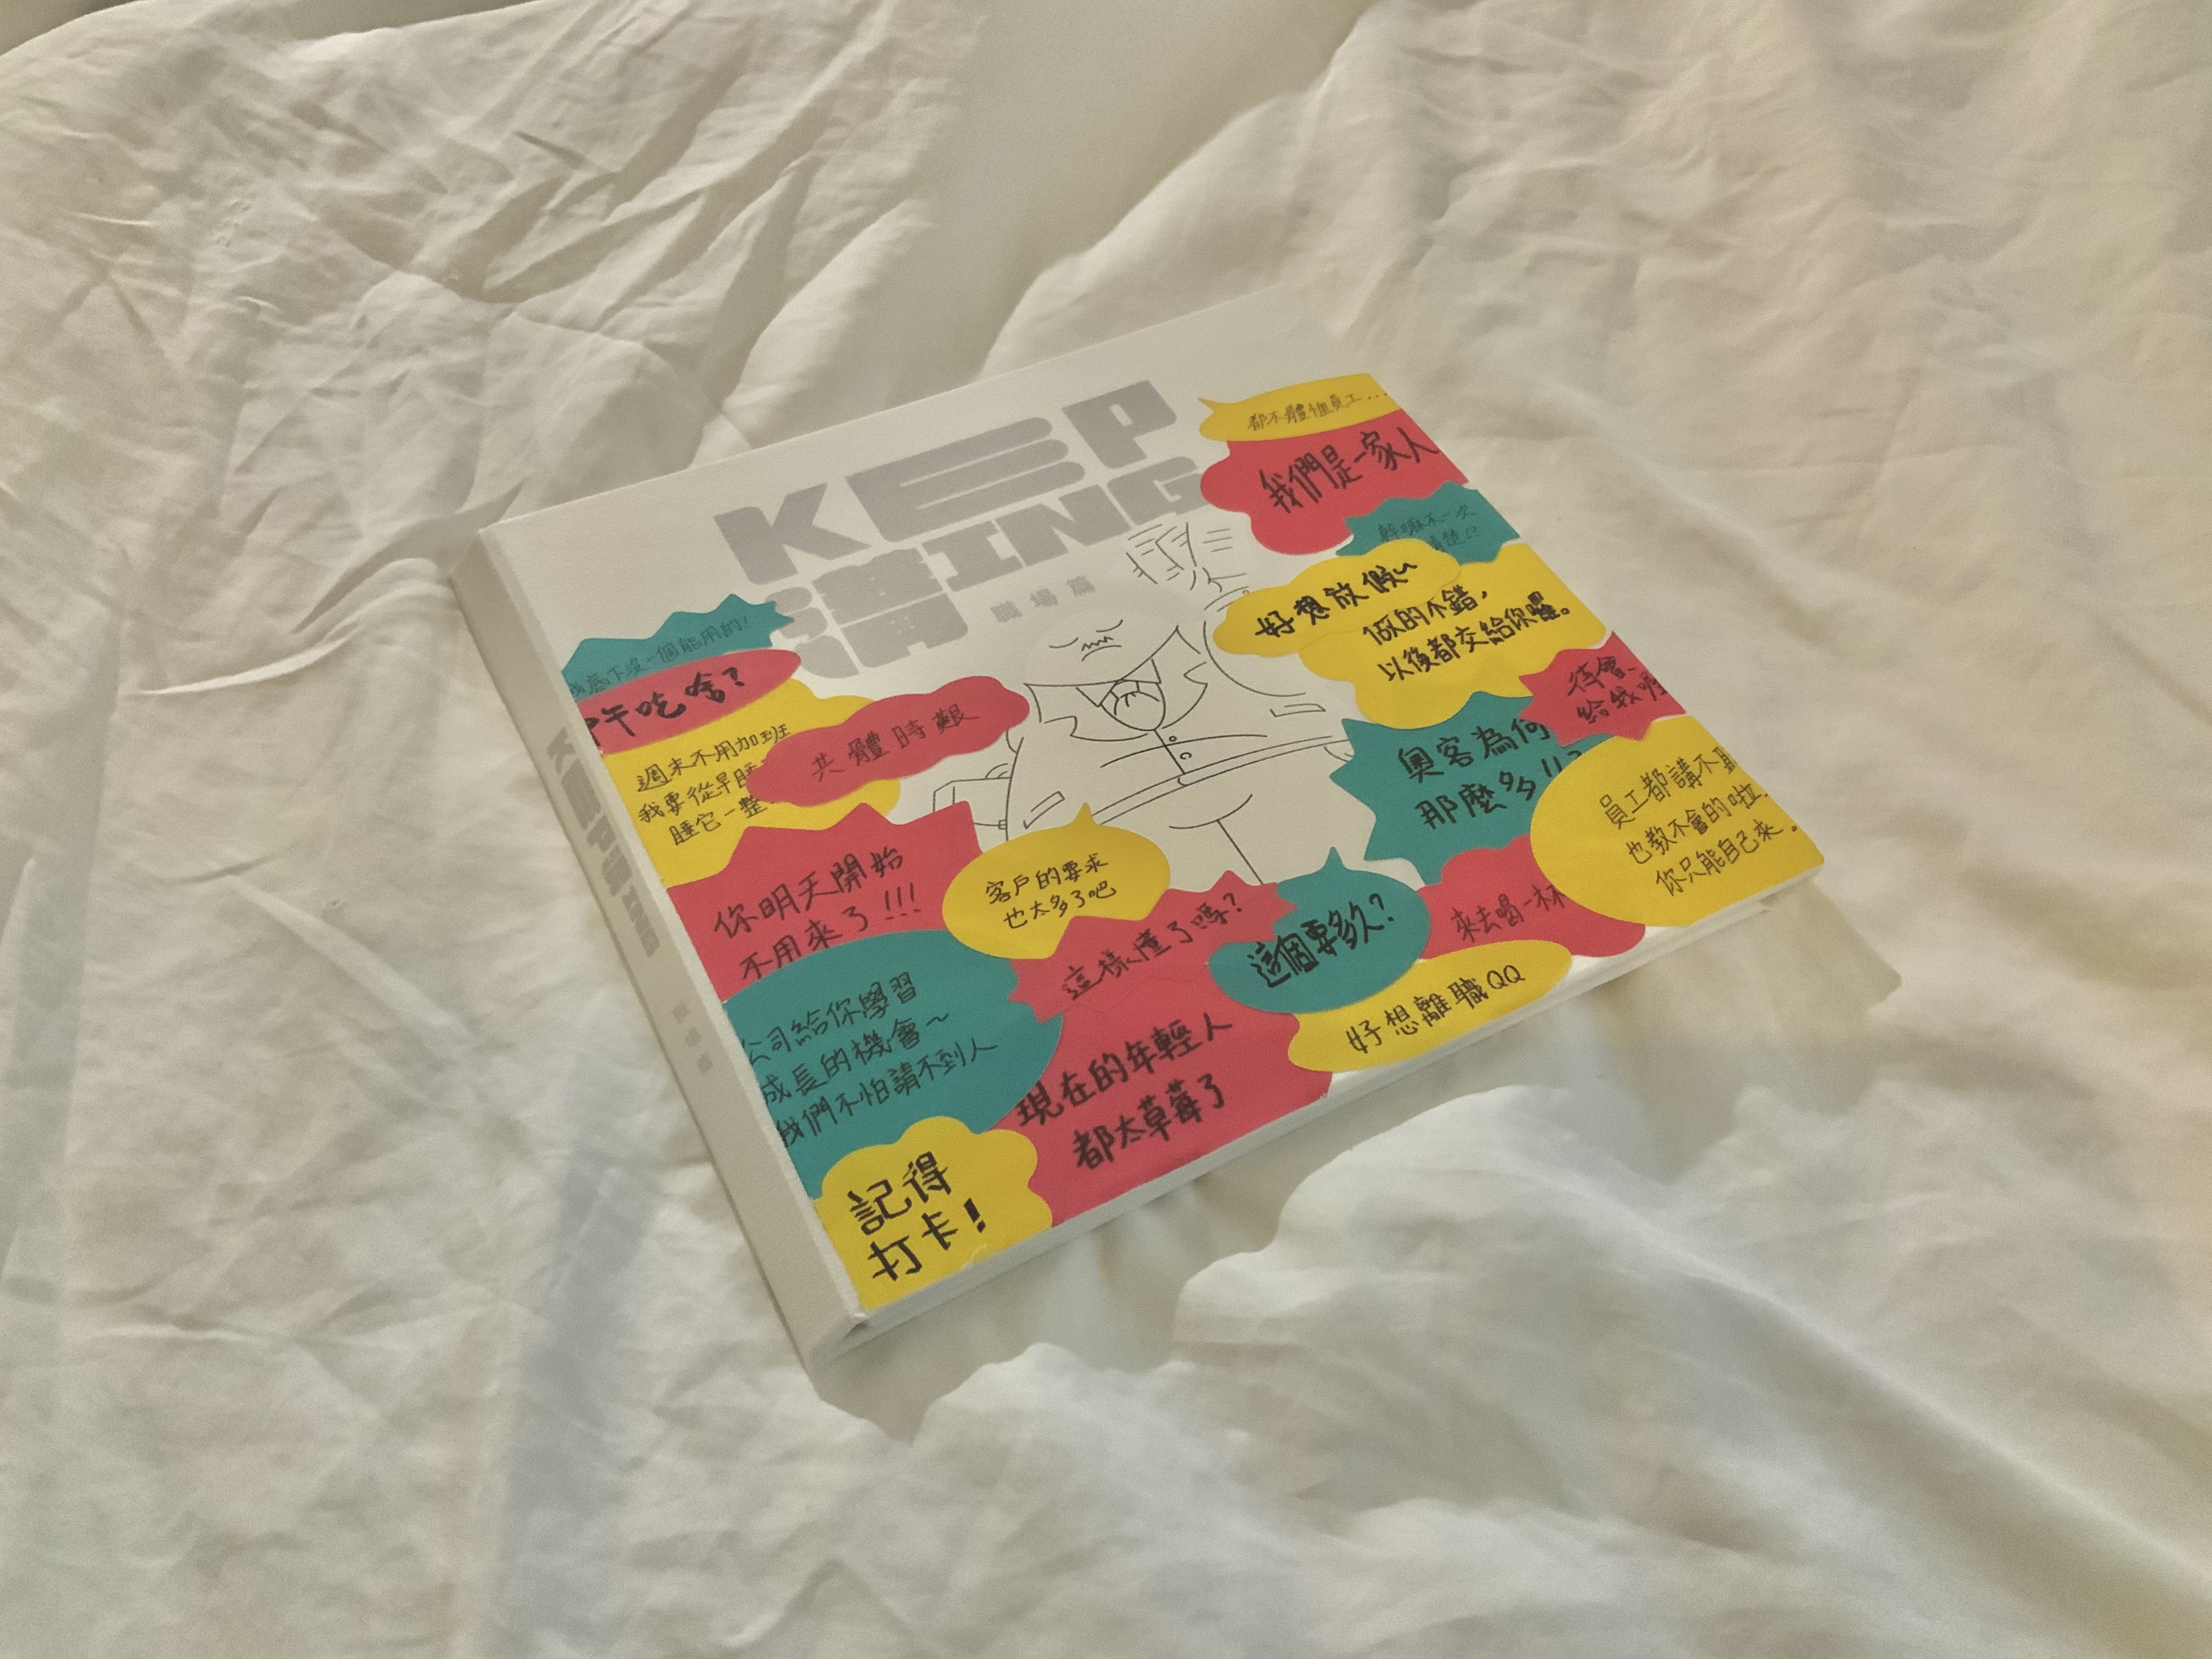 KEEP
講ING
職場篇
都不體恤員工...
我們是一家人
幹嘛不一次
講清楚!?
好想放假~
做的不錯，
以後都交給你囉。
待會、
給我
奧客為何
那麼多!!?
員工都講不聽
也教不會的啦.
你只能自己來。
我底下沒一個能用的!
中午吃啥?
週末不用加班
我要從早睡
睡它一整
共體時艱
你明天開始
不用來了!!!
客戶的要求
也太多了吧
這樣懂了嗎?
這個要多久?
來去喝一杯
好想離職QQ
公司給你學習
成長的機會~
我們不怕請不到人
現在的年輕人
都太草莓了
記得
打卡!
KEEP講ING
職場篇